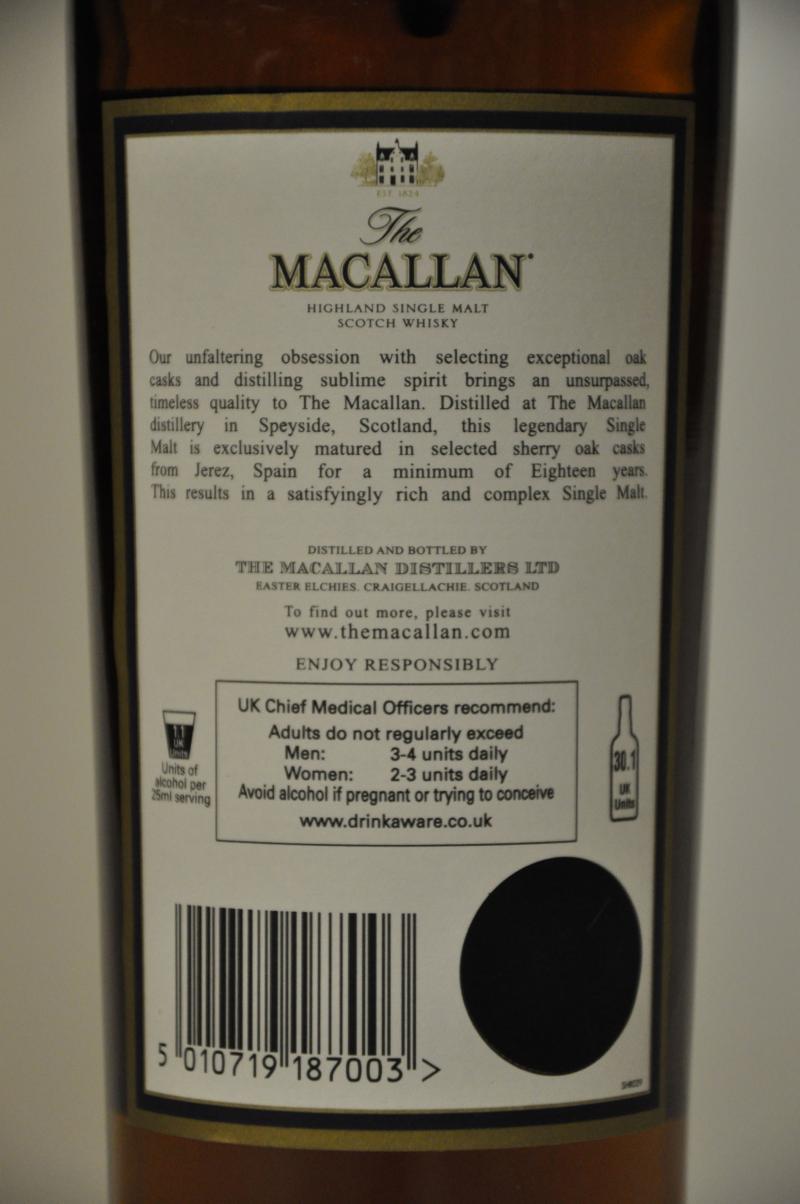 EST. 1824
The
MACALLAN
HIGHLAND SINGLE MALT
SCOTCH WHISKY
Our unfaltering obsession with selecting exceptional oak
casks and distilling sublime spirit brings an unsurpassed,
timeless quality to The Macallan. Distilled at The Macallan
distillery in Speyside, Scotland, this legendary Single
Malt is exclusively matured in selected sherry oak casks
from Jerez, Spain for a minimum of Eighteen years.
This results in a satisfyingly rich and complex Single Malt.
DISTILLED AND BOTTLED BY
THE MACALLAN DISTILLERS LTD
EASTER ELCHIES. CRAIGELLACHIE. SCOTLAND
To find out more, please visit
www.themacallan.com
ENJOY RESPONSIBLY
1.1
UK
Units
Units of
alcohol per
25ml serving
UK Chief Medical Officers recommend:
Adults do not regularly exceed
Men: 3-4 units daily
Women: 2-3 units daily
Avoid alcohol if pregnant or trying to conceive
www.drinkaware.co.uk
30.1
UK
Units
5 010719 187003 >